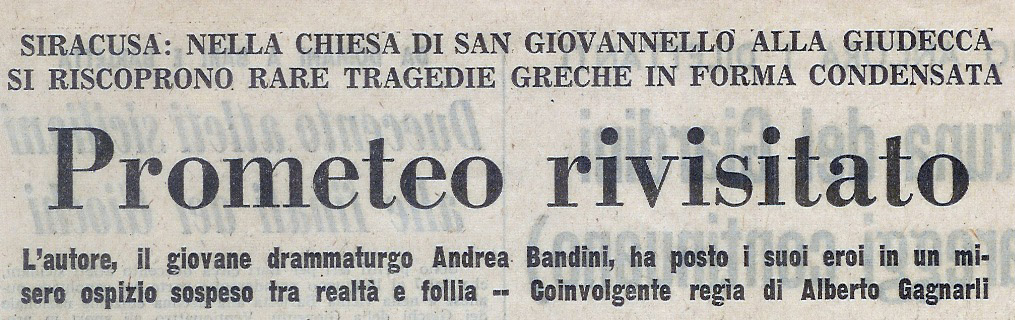 SIRACUSA: NELLA CHIESA DI SAN GIOVANNELLO ALLA GIUDECCA
SI RISCOPRONO RARE TRAGEDIE GRECHE IN FORMA CONDENSATA
Prometeo rivisitato
L'autore, il giovane drammaturgo Andrea Bandini, ha posto i suoi eroi in un mi-
sero ospizio sospeso tra realtà e follia -- Coinvolgente regia di Alberto Gagnarli